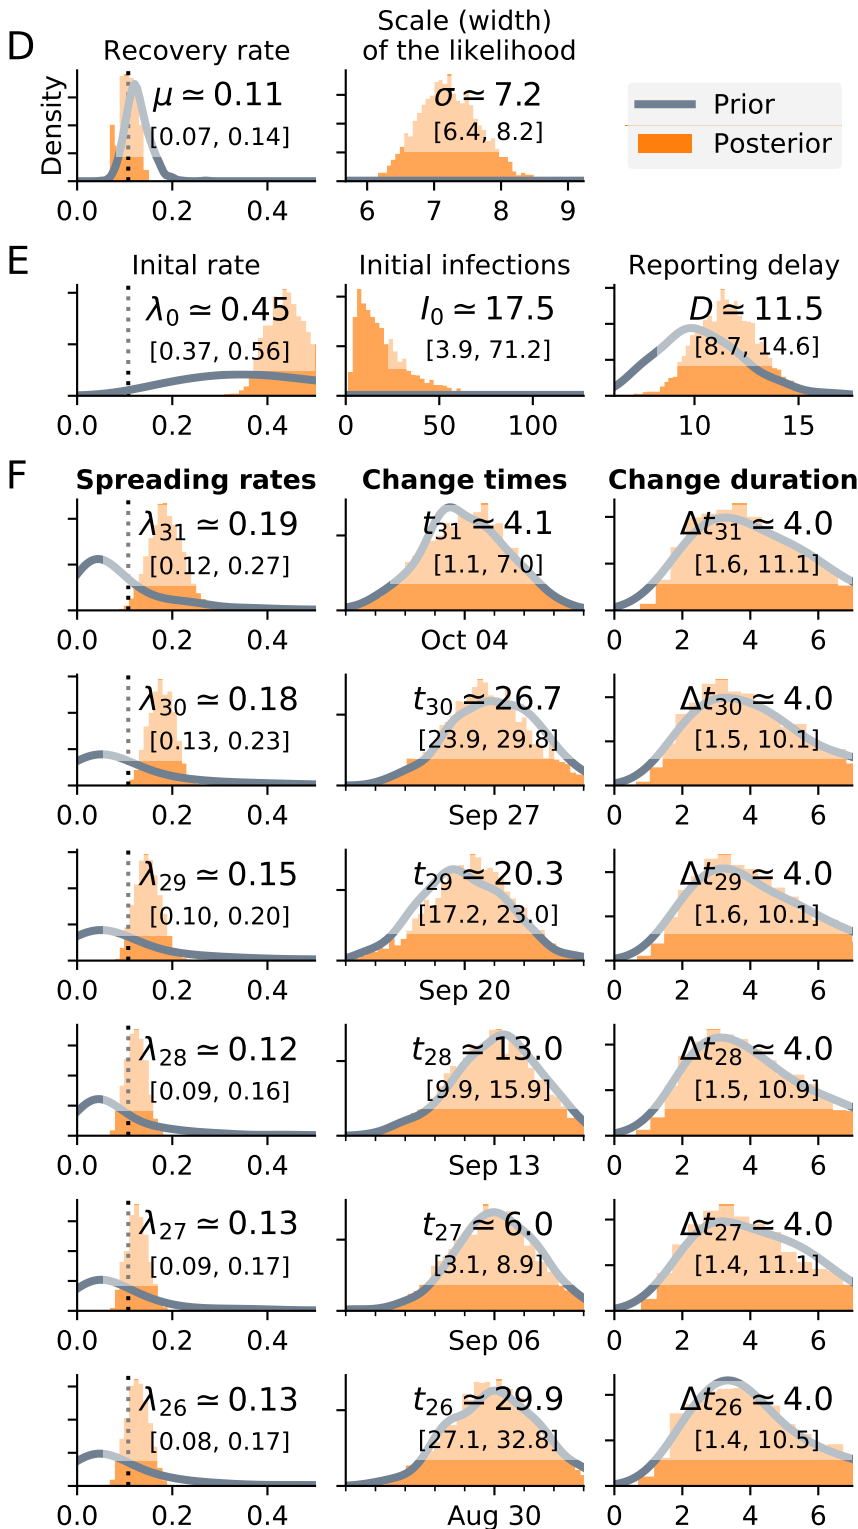 D
Recovery rate
Scale (width)
of the likelihood
Density
μ ≃ 0.11
[0.07, 0.14]
σ ≃ 7.2
[6.4, 8.2]
Prior
Posterior
0.0 0.2 0.4
6 7 8 9
E
Inital rate
Initial infections
Reporting delay
λ0 ≃ 0.45
[0.37, 0.56]
I0 ≃ 17.5
[3.9, 71.2]
D ≃ 11.5
[8.7, 14.6]
0.0 0.2 0.4
0 50 100
10 15
F
Spreading rates
Change times
Change duration
λ31 ≃ 0.19
[0.12, 0.27]
t31 ≃ 4.1
[1.1, 7.0]
Δt31 ≃ 4.0
[1.6, 11.1]
0.0 0.2 0.4
Oct 04
0 2 4 6
λ30 ≃ 0.18
[0.13, 0.23]
t30 ≃ 26.7
[23.9, 29.8]
Δt30 ≃ 4.0
[1.5, 10.1]
0.0 0.2 0.4
Sep 27
0 2 4 6
λ29 ≃ 0.15
[0.10, 0.20]
t29 ≃ 20.3
[17.2, 23.0]
Δt29 ≃ 4.0
[1.6, 10.1]
0.0 0.2 0.4
Sep 20
0 2 4 6
λ28 ≃ 0.12
[0.09, 0.16]
t28 ≃ 13.0
[9.9, 15.9]
Δt28 ≃ 4.0
[1.5, 10.9]
0.0 0.2 0.4
Sep 13
0 2 4 6
λ27 ≃ 0.13
[0.09, 0.17]
t27 ≃ 6.0
[3.1, 8.9]
Δt27 ≃ 4.0
[1.4, 11.1]
0.0 0.2 0.4
Sep 06
0 2 4 6
λ26 ≃ 0.13
[0.08, 0.17]
t26 ≃ 29.9
[27.1, 32.8]
Δt26 ≃ 4.0
[1.4, 10.5]
0.0 0.2 0.4
Aug 30
0 2 4 6